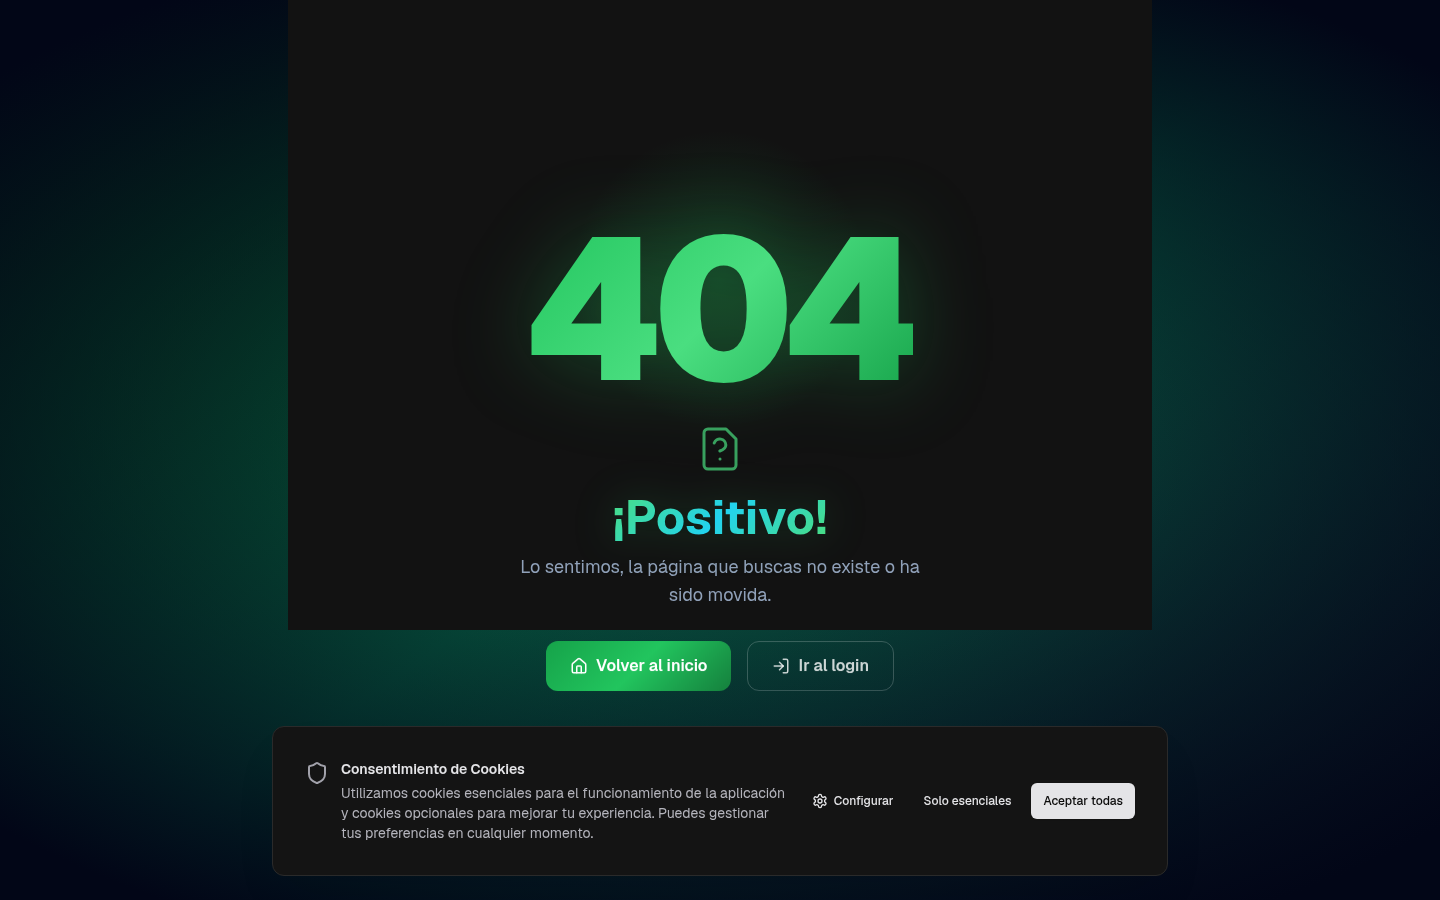 404
¡Positivo!
Lo sentimos, la página que buscas no existe o ha
sido movida.
Volver al inicio
Ir al login
Consentimiento de Cookies
Utilizamos cookies esenciales para el funcionamiento de la aplicación
y cookies opcionales para mejorar tu experiencia. Puedes gestionar
tus preferencias en cualquier momento.
Configurar
Solo esenciales
Aceptar todas